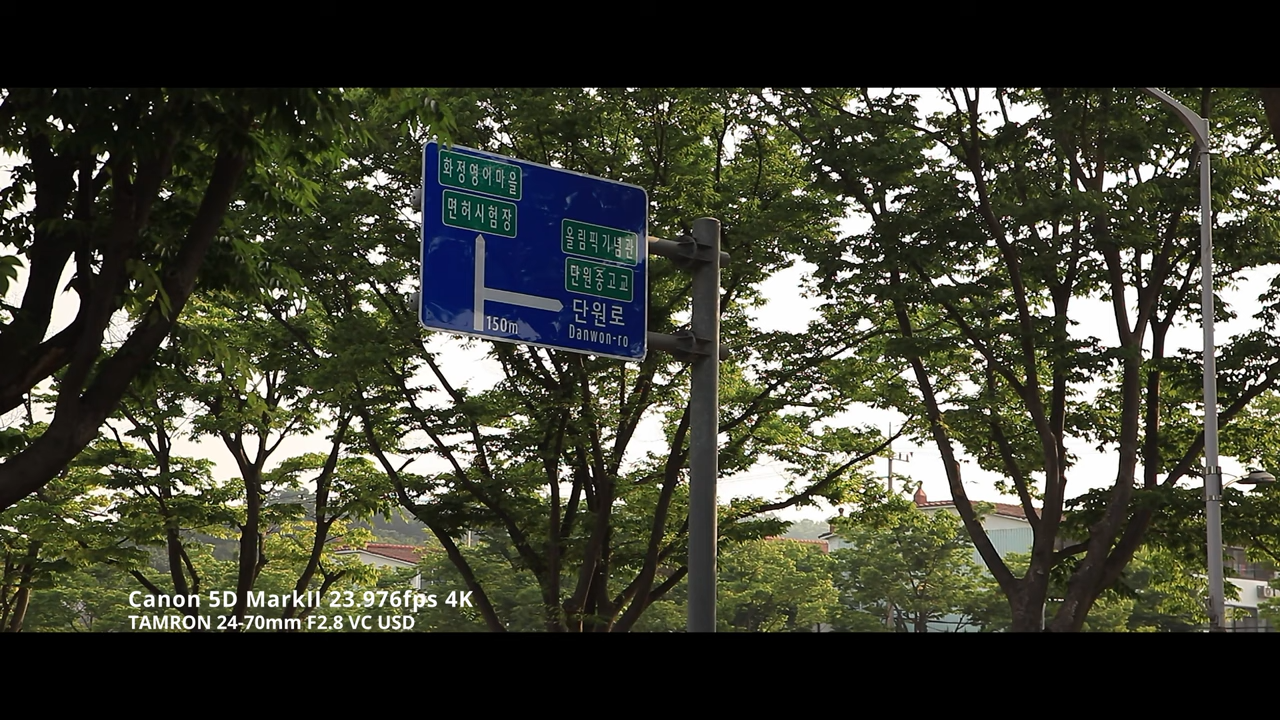 화정영어마을
면허시험장
올림픽기념관
단원중고교
단원로
Danwon-ro
150m
Canon 5D MarkII 23.976fps 4K
TAMRON 24-70mm F2.8 VC USD